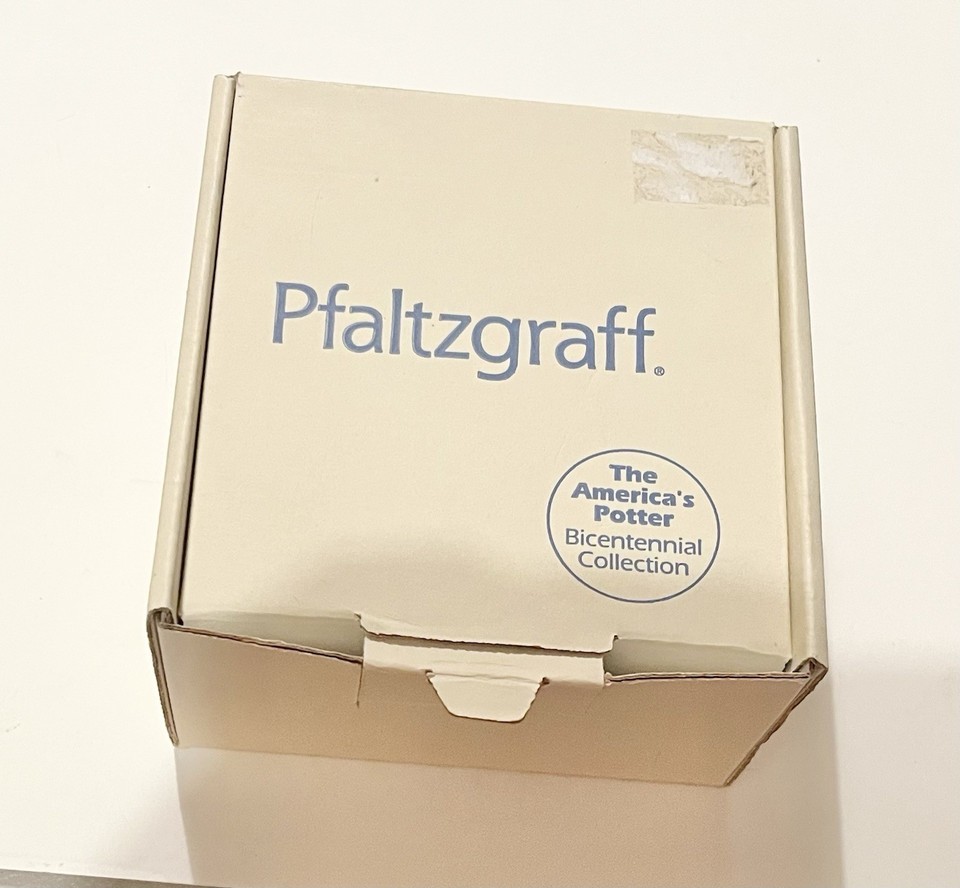 Pfaltzgraff®
The
America's
Potter
Bicentennial
Collection